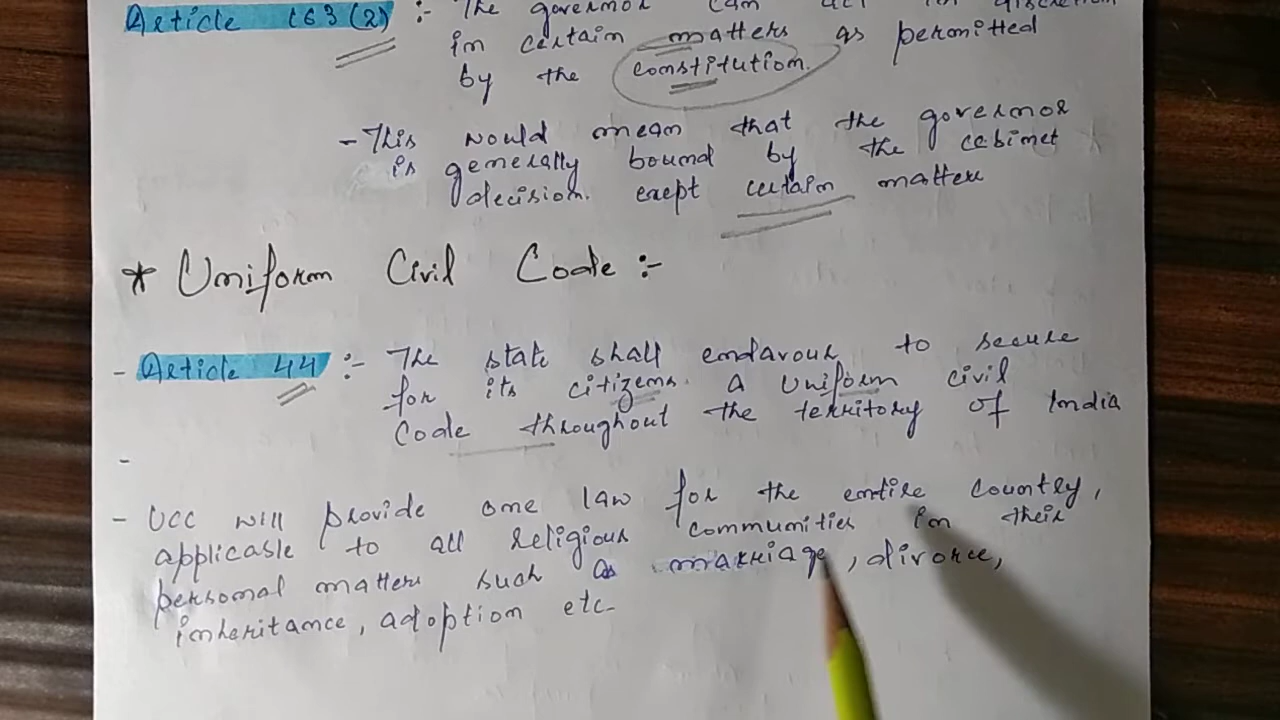 Article 163(2) :- The governor can act in discretion
in certain matters as permitted
by the constitution.
- This would mean that the governor
is generally bound by the cabinet
decision. exept certain matters
* Uniform Civil Code :-
- Article 44 :- The state shall endavour to secure
for its citizens. A Uniform civil
Code throughout the territory of India
-
- UCC will provide one law for the entire country,
applicable to all religious communities in their
personal matters such as marriage, divorce,
inheritance, adoption etc-